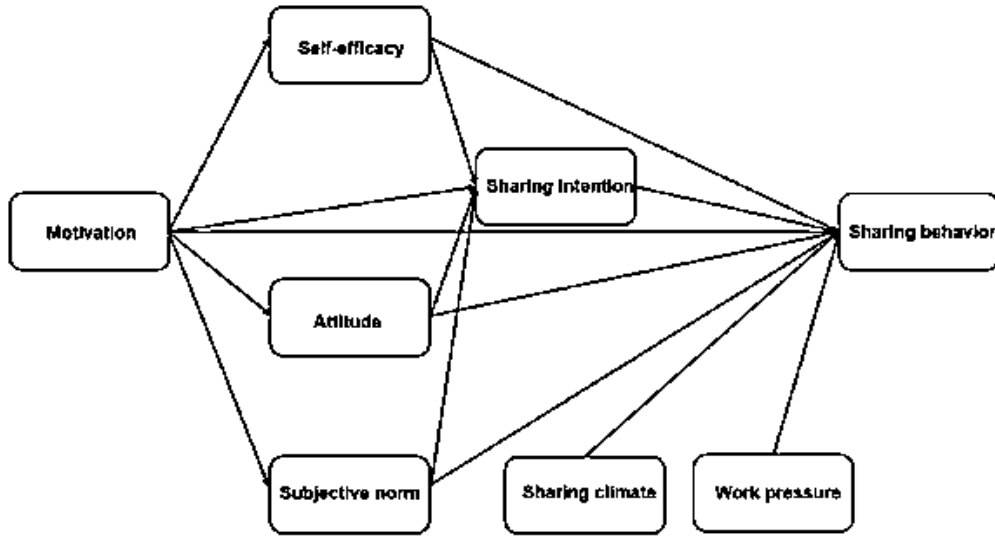 Self-efficacy
Sharing intention
Motivation
Sharing behavior
Attitude
Subjective norm
Sharing climate
Work pressure